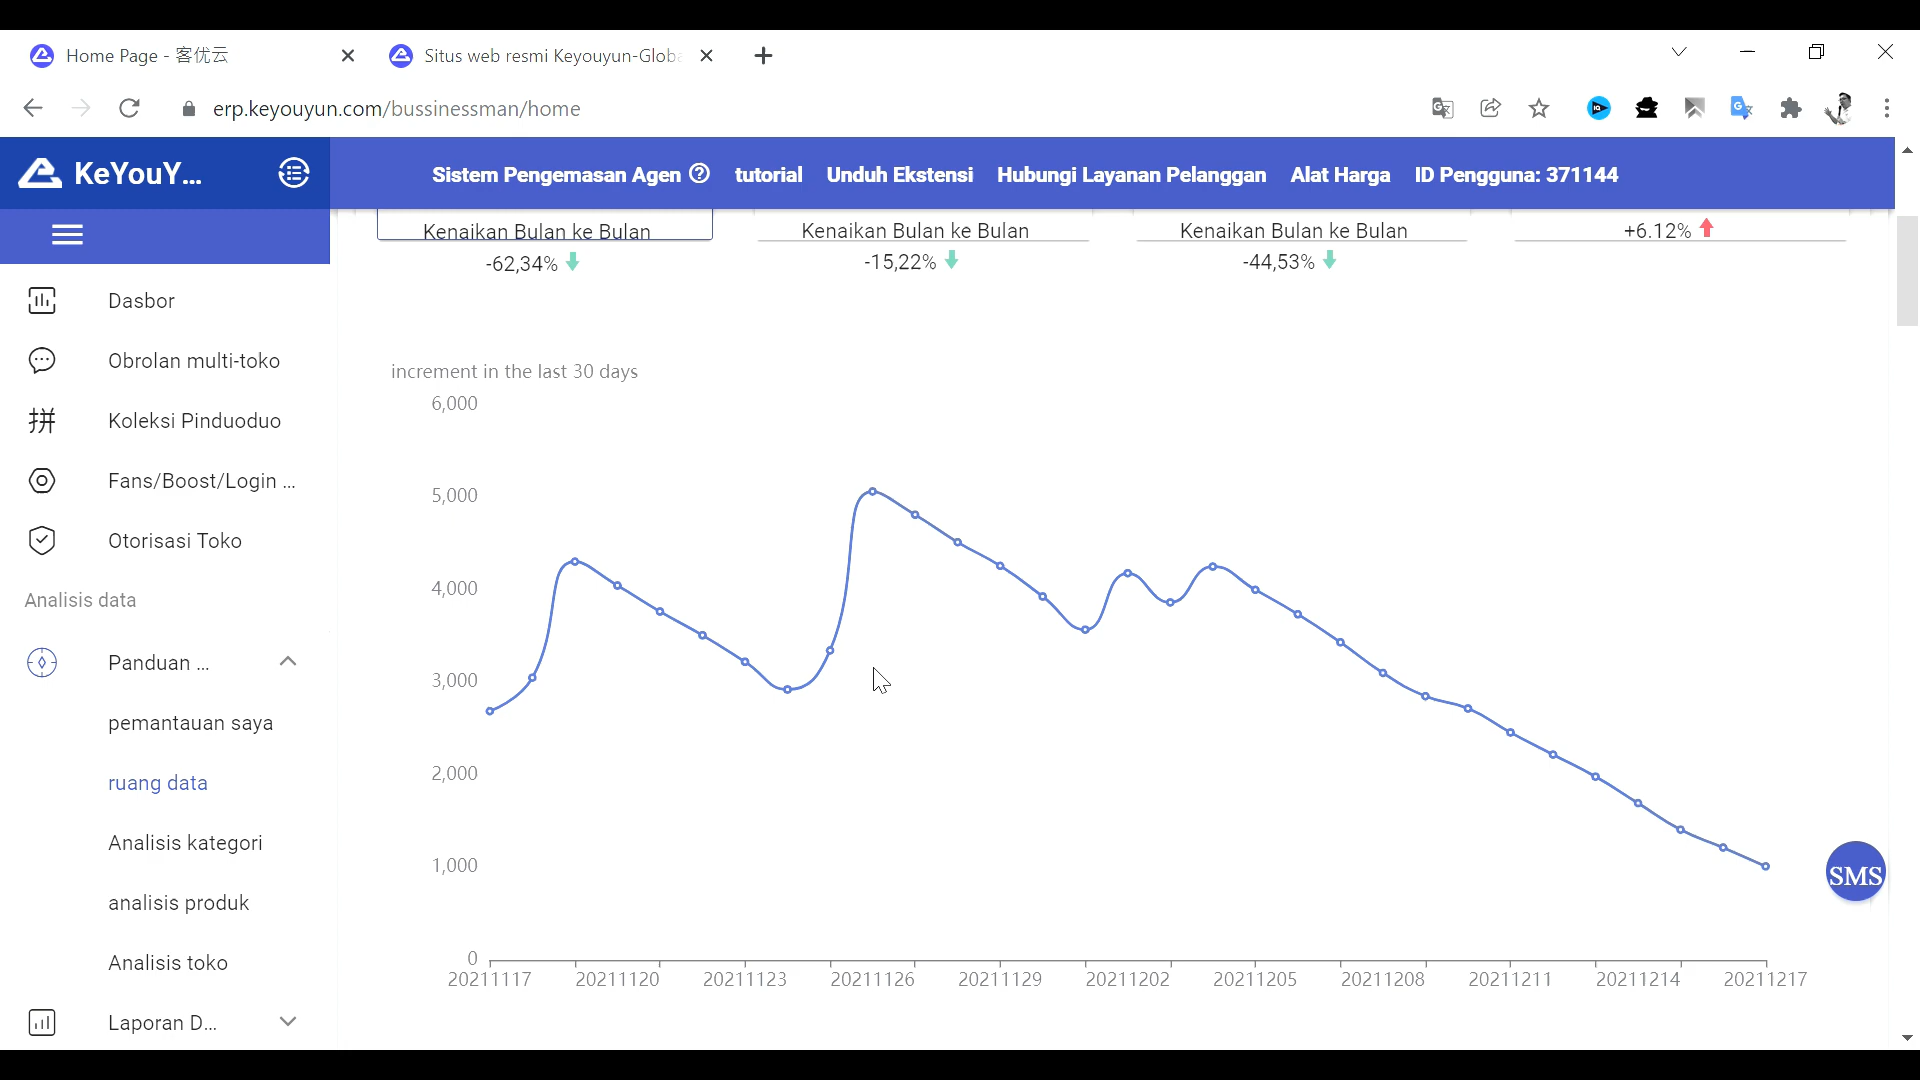 Home Page - 客优云
Situs web resmi Keyouyun-Globa
erp.keyouyun.com/bussinessman/home
KeYouY...
Sistem Pengemasan Agen
tutorial
Unduh Ekstensi
Hubungi Layanan Pelanggan
Alat Harga
ID Pengguna: 371144
Kenaikan Bulan ke Bulan
-62,34%
Kenaikan Bulan ke Bulan
-15,22%
Kenaikan Bulan ke Bulan
-44,53%
+6.12%
Dasbor
Obrolan multi-toko
拼
Koleksi Pinduoduo
Fans/Boost/Login ...
Otorisasi Toko
Analisis data
Panduan ...
pemantauan saya
ruang data
Analisis kategori
analisis produk
Analisis toko
Laporan D...
increment in the last 30 days
6,000
5,000
4,000
3,000
2,000
1,000
0
20211117 20211120 20211123 20211126 20211129 20211202 20211205 20211208 20211211 20211214 20211217
SMS